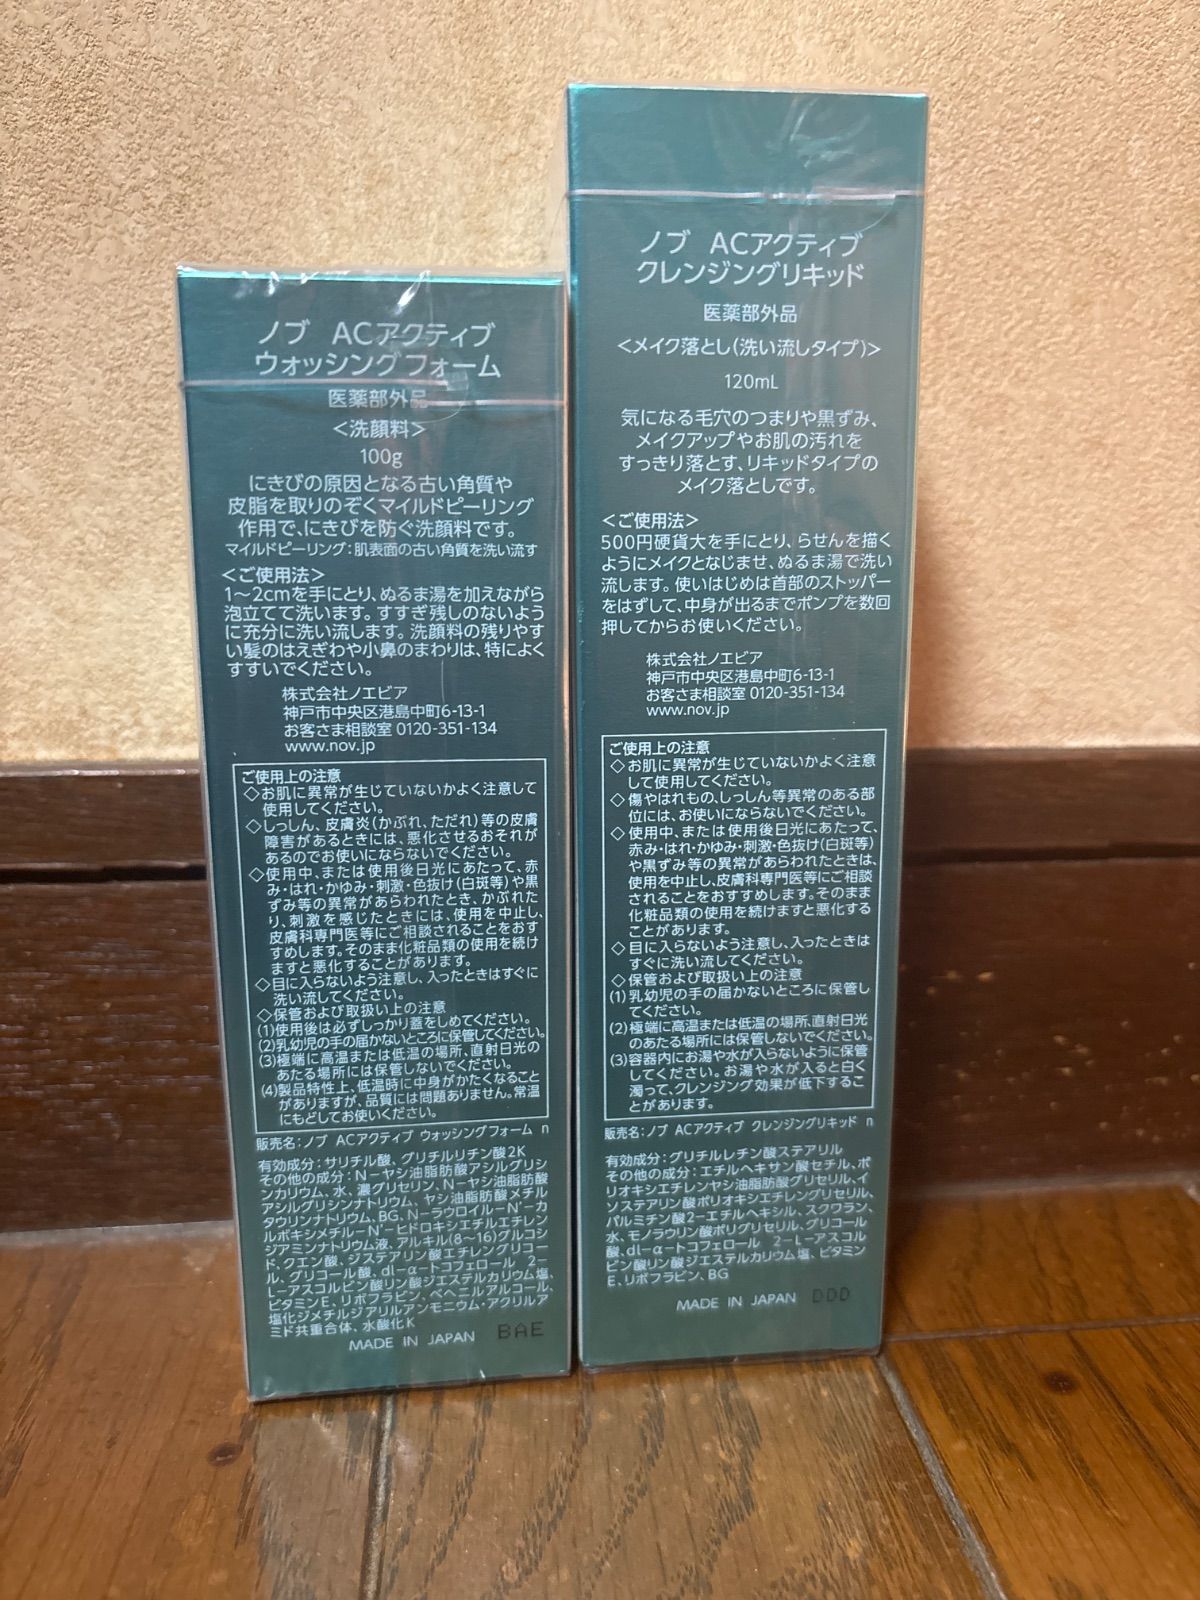 ノブ ACアクティブ
ウォッシングフォーム
医薬部外品
<洗顔料>
100g
にきびの原因となる古い角質や
皮脂を取りのぞくマイルドピーリング
作用で、にきびを防ぐ洗顔料です。
マイルドピーリング：肌表面の古い角質を洗い流す
<ご使用法>
1～2cmを手にとり、ぬるま湯を加えながら
泡立てて洗います。すすぎ残しのないよう
に充分に洗い流します。洗顔料の残りやす
い髪のはえぎわや小鼻のまわりは、特によく
すすいでください。
株式会社ノエビア
神戸市中央区港島中町6-13-1
お客さま相談室 0120-351-134
www.nov.jp
ご使用上の注意
◇お肌に異常が生じていないかよく注意して
使用してください。
◇しっしん、皮膚炎(かぶれ、ただれ)等の皮膚
障害があるときには、悪化させるおそれが
あるのでお使いにならないでください。
◇使用中、または使用後日光にあたって、赤
み・はれ・かゆみ・刺激・色抜け(白斑等)や黒
ずみ等の異常があらわれたとき、かぶれた
り、刺激を感じたときには、使用を中止し、
皮膚科専門医等にご相談されることをおす
すめします。そのまま化粧品類の使用を続け
ますと悪化することがあります。
◇目に入らないよう注意し、入ったときはすぐに
洗い流してください。
◇保管および取扱い上の注意
(1)使用後は必ずしっかり蓋をしめてください。
(2)乳幼児の手の届かないところに保管してください。
(3)極端に高温または低温の場所、直射日光の
あたる場所には保管しないでください。
(4)製品特性上、低温時に中身がかたくなること
がありますが、品質には問題ありません。常温
にもどしてお使いください。
販売名：ノブ ACアクティブ ウォッシングフォーム n
有効成分：サリチル酸、グリチルリチン酸2K
その他の成分：N－ヤシ油脂肪酸アシルグリシ
ンカリウム、水、濃グリセリン、N－ヤシ油脂肪酸
アシルグリシンナトリウム、ヤシ油脂肪酸メチル
タウリンナトリウム、BG、N－ラウロイル－N'－カ
ルボキシメチル－N'－ヒドロキシエチルエチレン
ジアミンナトリウム液、アルキル(8～16)グルコシ
ド、クエン酸、ジステアリン酸エチレングリコー
ル、グリコール酸、dl－α－トコフェロール 2－
L－アスコルビン酸リン酸ジエステルカリウム塩、
ビタミンE、リボフラビン、ベヘニルアルコール、
塩化ジメチルジアリルアンモニウム・アクリルア
ミド共重合体、水酸化K
MADE IN JAPAN BAE
ノブ ACアクティブ
クレンジングリキッド
医薬部外品
<メイク落とし(洗い流しタイプ)>
120mL
気になる毛穴のつまりや黒ずみ、
メイクアップやお肌の汚れを
すっきり落とす、リキッドタイプの
メイク落としです。
<ご使用法>
500円硬貨大を手にとり、らせんを描く
ようにメイクとなじませ、ぬるま湯で洗い
流します。使いはじめは首部のストッパー
をはずして、中身が出るまでポンプを数回
押してからお使いください。
株式会社ノエビア
神戸市中央区港島中町6-13-1
お客さま相談室 0120-351-134
www.nov.jp
ご使用上の注意
◇お肌に異常が生じていないかよく注意
して使用してください。
◇傷やはれもの、しっしん等異常のある部
位には、お使いにならないでください。
◇使用中、または使用後日光にあたって、
赤み・はれ・かゆみ・刺激・色抜け(白斑等)
や黒ずみ等の異常があらわれたときは、
使用を中止し、皮膚科専門医等にご相談
されることをおすすめします。そのまま
化粧品類の使用を続けますと悪化する
ことがあります。
◇目に入らないよう注意し、入ったときは
すぐに洗い流してください。
◇保管および取扱い上の注意
(1)乳幼児の手の届かないところに保管し
てください。
(2)極端に高温または低温の場所、直射日光
のあたる場所には保管しないでください。
(3)容器内にお湯や水が入らないように保管
してください。お湯や水が入ると白く
濁って、クレンジング効果が低下するこ
とがあります。
販売名：ノブ ACアクティブ クレンジングリキッド n
有効成分：グリチルレチン酸ステアリル
その他の成分：エチルヘキサン酸セチル、ポ
リオキシエチレンヤシ油脂肪酸グリセリル、イ
ソステアリン酸ポリオキシエチレングリセリル、
パルミチン酸2－エチルヘキシル、スクワラン、
水、モノラウリン酸ポリグリセリル、グリコール
酸、dl－α－トコフェロール 2－L－アスコル
ビン酸リン酸ジエステルカリウム塩、ビタミン
E、リボフラビン、BG
MADE IN JAPAN DDD